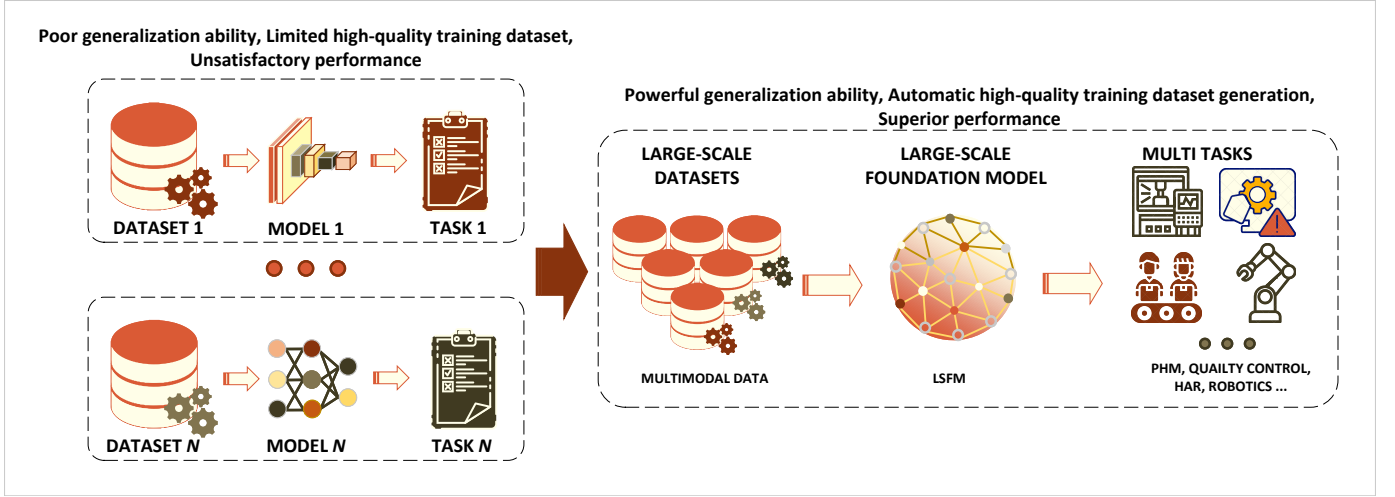 Poor generalization ability, Limited high-quality training dataset,
Unsatisfactory performance
DATASET 1
MODEL 1
TASK 1
DATASET N
MODEL N
TASK N
Powerful generalization ability, Automatic high-quality training dataset generation,
Superior performance
LARGE-SCALE
DATASETS
LARGE-SCALE
FOUNDATION MODEL
MULTI TASKS
MULTIMODAL DATA
LSFM
PHM, QUAILTY CONTROL,
HAR, ROBOTICS ...